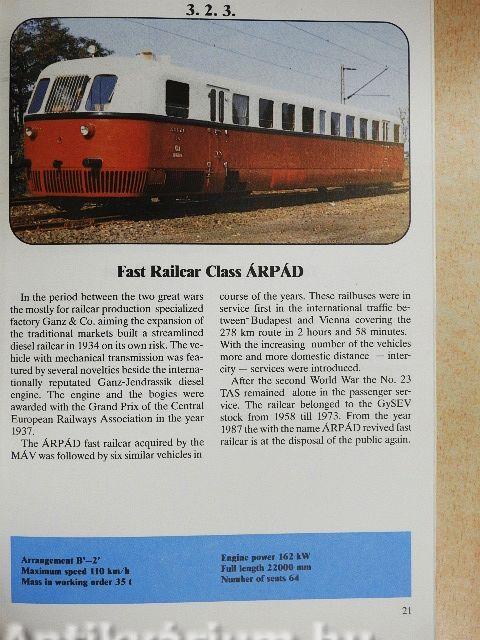 3. 2. 3.
Fast Railcar Class ÁRPÁD
In the period between the two great wars
the mostly for railcar production specialized
factory Ganz & Co. aiming the expansion of
the traditional markets built a streamlined
diesel railcar in 1934 on its own risk. The ve-
hicle with mechanical transmission was fea-
tured by several novelties beside the interna-
tionally reputated Ganz-Jendrassik diesel
engine. The engine and the bogies were
awarded with the Grand Prix of the Central
European Railways Association in the year
1937.
The ÁRPÁD fast railcar acquired by the
MÁV was followed by six similar vehicles in
course of the years. These railbuses were in
service first in the international traffic be-
tween Budapest and Vienna covering the
278 km route in 2 hours and 58 minutes.
With the increasing number of the vehicles
more and more domestic distance — inter-
city — services were introduced.
After the second World War the No. 23
TAS remained alone in the passenger ser-
vice. The railcar belonged to the GySEV
stock from 1958 till 1973. From the year
1987 the with the name ÁRPÁD revived fast
railcar is at the disposal of the public again.
Arrangement B'—2'
Maximum speed 110 km/h
Mass in working order 35 t
Engine power 162 kW
Full length 22000 mm
Number of seats 64
21
Antikvárium.hu